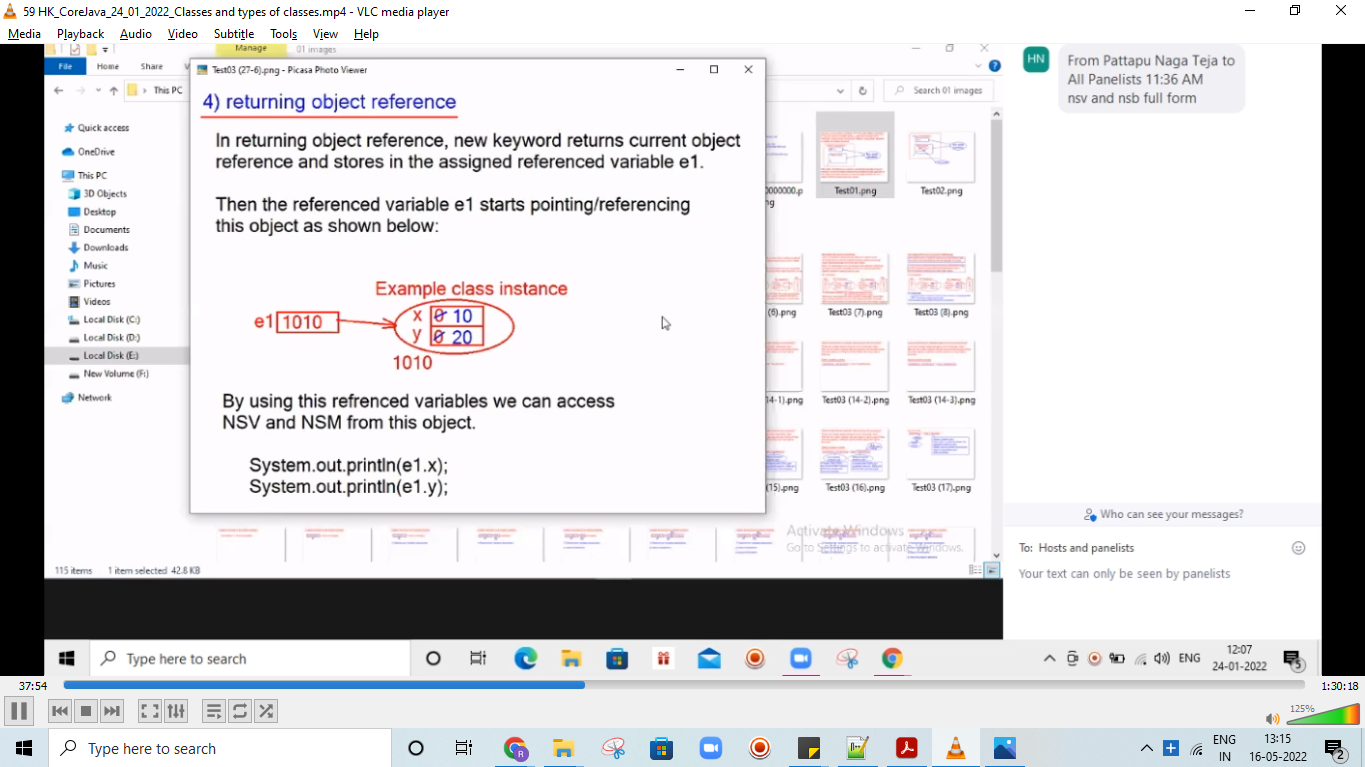 59 HK_CoreJava_24_01_2022_Classes and types of classes.mp4 - VLC media player
Media Playback Audio Video Subtitle Tools View Help
Manage 01 images
File Home Share
This PC
Search 01 images
Quick access
OneDrive
This PC
3D Objects
Desktop
Documents
Downloads
Music
Pictures
Videos
Local Disk (C:)
Local Disk (D:)
Local Disk (E:)
New Volume (F:)
Network
Test03 (27-6).png - Picasa Photo Viewer
4) returning object reference
In returning object reference, new keyword returns current object
reference and stores in the assigned referenced variable e1.
Then the referenced variable e1 starts pointing/referencing
this object as shown below:
Example class instance
e1 1010
x 0 10
y 0 20
1010
By using this refrenced variables we can access
NSV and NSM from this object.
System.out.println(e1.x);
System.out.println(e1.y);
Test01.png Test02.png
(6).png Test03 (7).png Test03 (8).png
(14-1).png Test03 (14-2).png Test03 (14-3).png
(15).png Test03 (16).png Test03 (17).png
Activate Windows
Go to Settings to activate Windows.
115 items 1 item selected 42.8 KB
HN
From Pattapu Naga Teja to
All Panelists 11:36 AM
nsv and nsb full form
Who can see your messages?
To: Hosts and panelists
Your text can only be seen by panelists
Type here to search
ENG
12:07
24-01-2022
5
37:54
1:30:18
125%
Type here to search
ENG
IN
13:15
16-05-2022
2